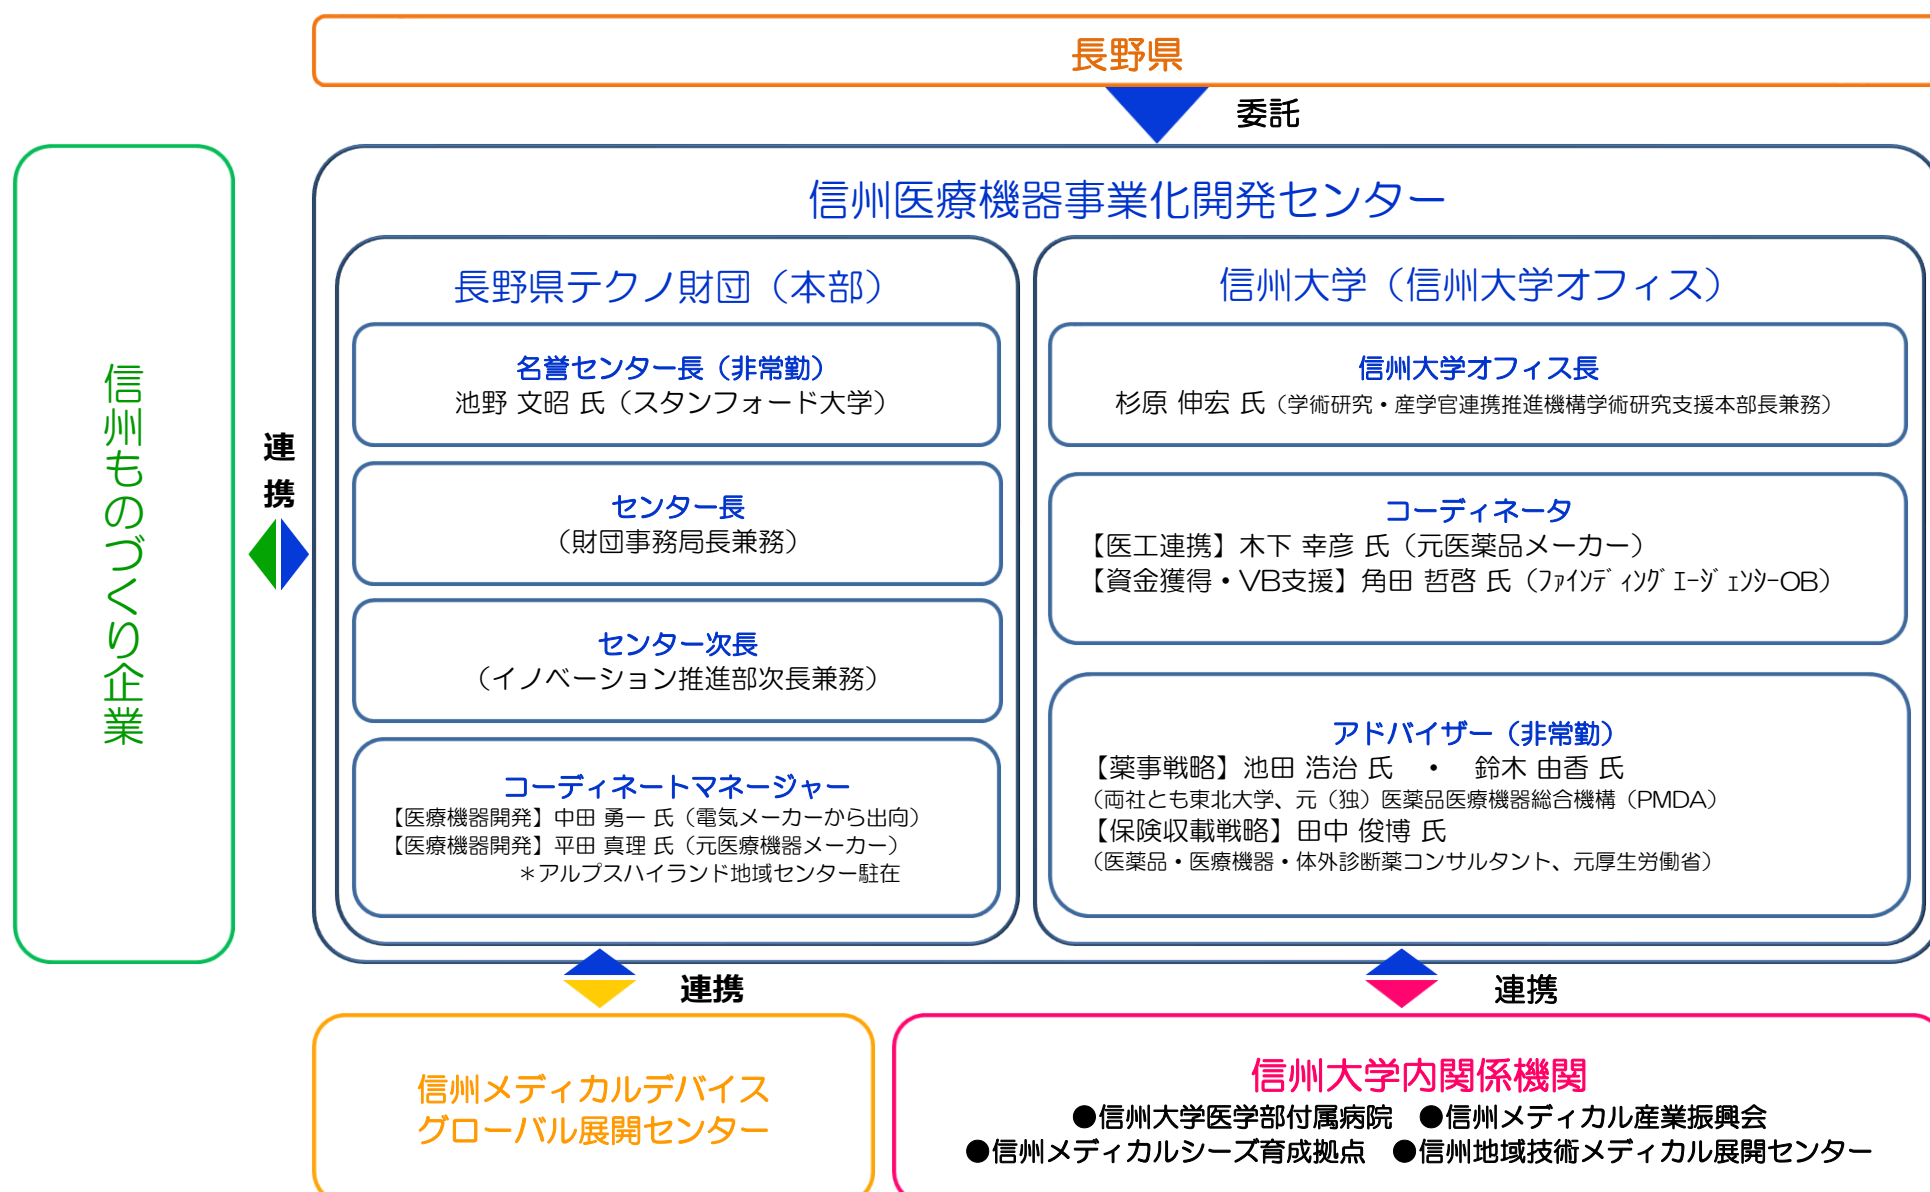 長野県
委託
信州医療機器事業化開発センター
長野県テクノ財団（本部）
名誉センター長（非常勤）
池野 文昭 氏（スタンフォード大学）
センター長
（財団事務局長兼務）
センター次長
（イノベーション推進部次長兼務）
コーディネートマネージャー
【医療機器開発】中田 勇一 氏（電気メーカーから出向）
【医療機器開発】平田 真理 氏（元医療機器メーカー）
＊アルプスハイランド地域センター駐在
信州大学（信州大学オフィス）
信州大学オフィス長
杉原 伸宏 氏（学術研究・産学官連携推進機構学術研究支援本部長兼務）
コーディネータ
【医工連携】木下 幸彦 氏（元医薬品メーカー）
【資金獲得・VB支援】角田 哲啓 氏（ﾌｧｲﾝﾃﾞｨﾝｸﾞｴｰｼﾞｪﾝｼｰOB）
アドバイザー（非常勤）
【薬事戦略】池田 浩治 氏　・　鈴木 由香 氏
（両社とも東北大学、元（独）医薬品医療機器総合機構（PMDA）
【保険収載戦略】田中 俊博 氏
（医薬品・医療機器・体外診断薬コンサルタント、元厚生労働省）
信州ものづくり企業
連携
連携
連携
信州メディカルデバイス
グローバル展開センター
信州大学内関係機関
●信州大学医学部付属病院　●信州メディカル産業振興会
●信州メディカルシーズ育成拠点　●信州地域技術メディカル展開センター